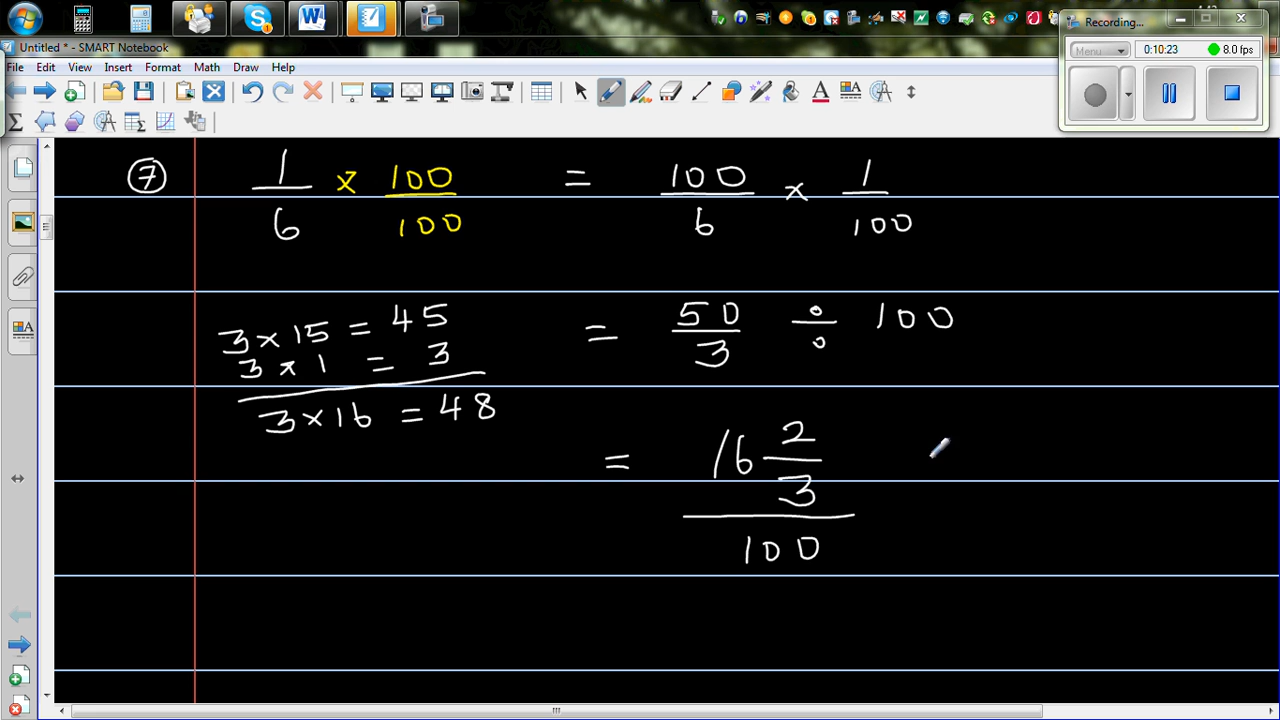 Recording...
Menu
0:10:23
8.0 fps
Untitled * - SMART Notebook
File Edit View Insert Format Math Draw Help
7 1/6 x 100/100 = 100/6 x 1/100
3 x 15 = 45
3 x 1 = 3
3 x 16 = 48
= 50/3 ÷ 100
= 16 2/3 / 100